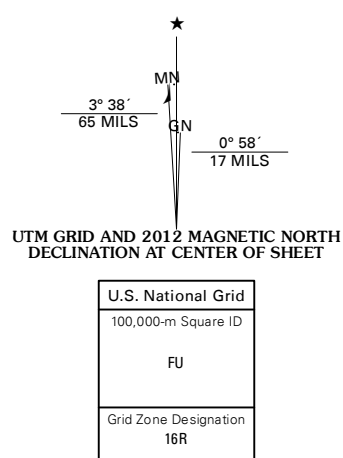 ★
MN
3° 38´
65 MILS
GN
0° 58´
17 MILS
UTM GRID AND 2012 MAGNETIC NORTH
DECLINATION AT CENTER OF SHEET
U.S. National Grid
100,000-m Square ID
FU
Grid Zone Designation
16R